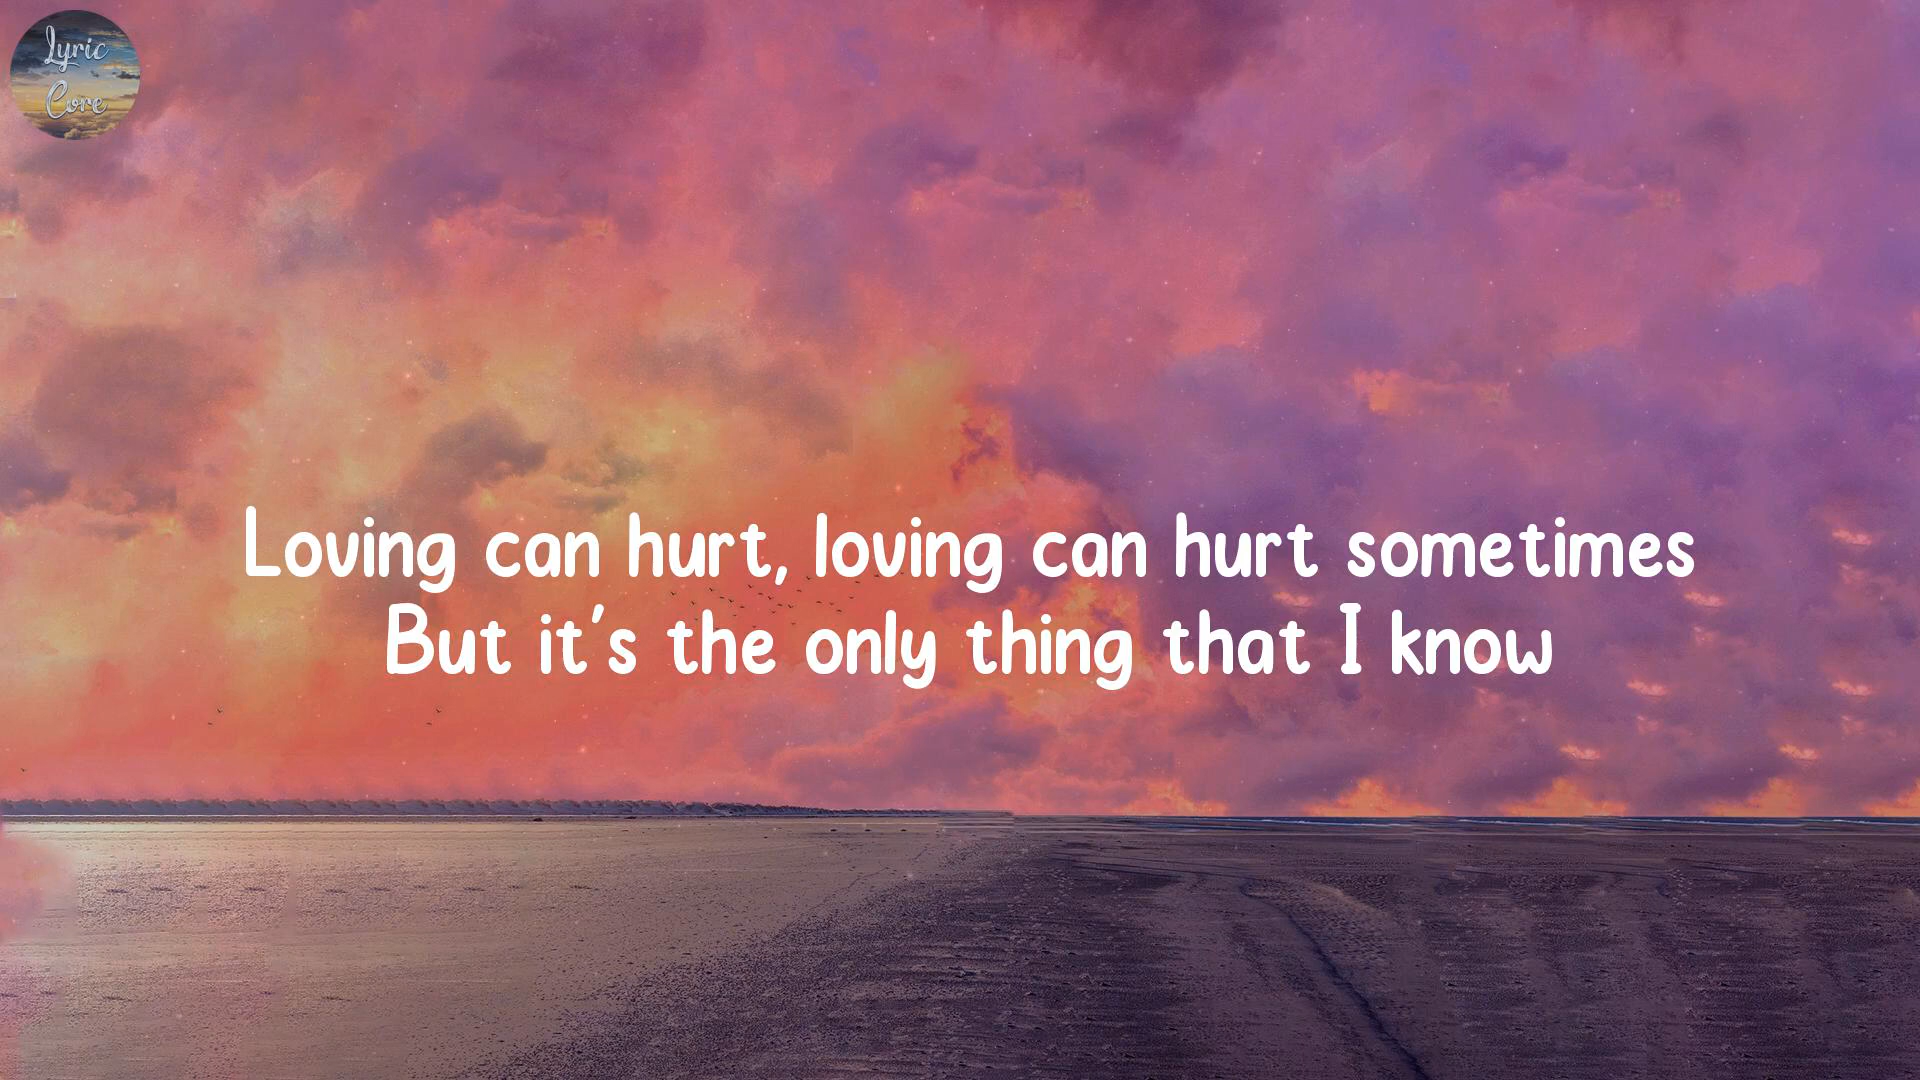 Lyric
Core
Loving can hurt, loving can hurt sometimes
But it's the only thing that I know